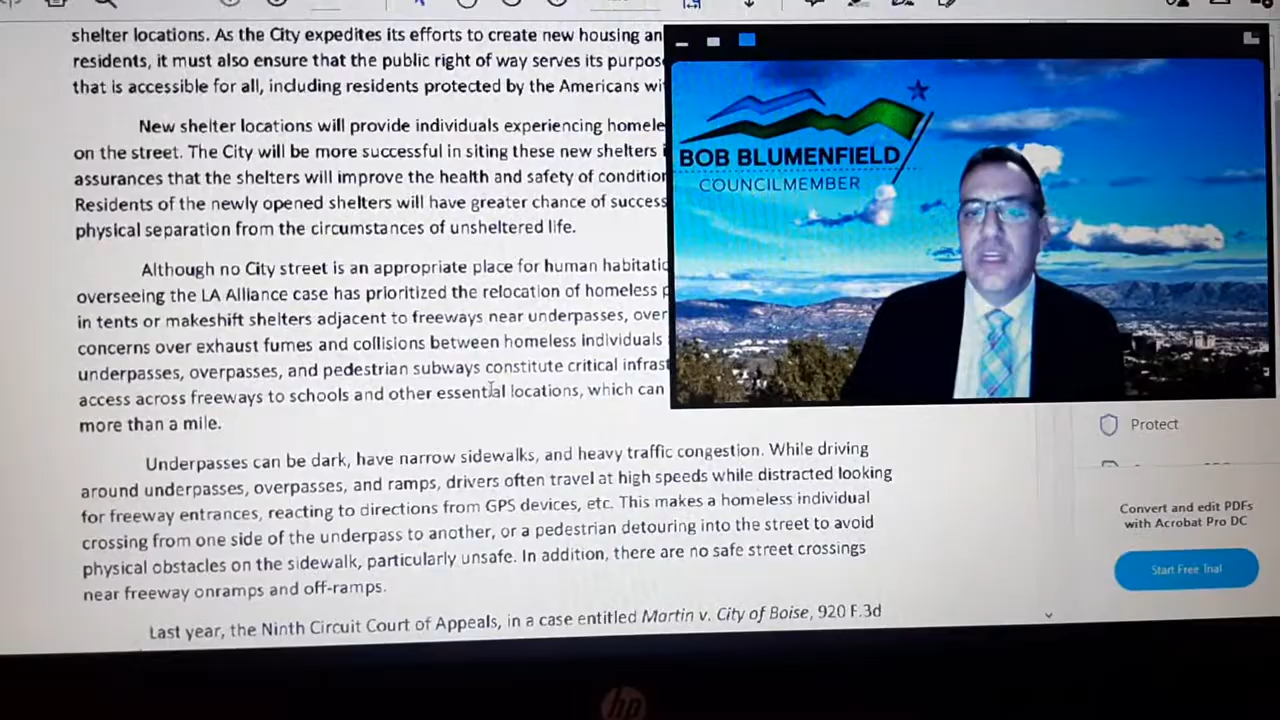 shelter locations. As the City expedites its efforts to create new housing an
residents, it must also ensure that the public right of way serves its purpos
that is accessible for all, including residents protected by the Americans wi
New shelter locations will provide individuals experiencing homele
on the street. The City will be more successful in siting these new shelters
assurances that the shelters will improve the health and safety of condition
Residents of the newly opened shelters will have greater chance of success
physical separation from the circumstances of unsheltered life.
Although no City street is an appropriate place for human habitatio
overseeing the LA Alliance case has prioritized the relocation of homeless p
in tents or makeshift shelters adjacent to freeways near underpasses, over
concerns over exhaust fumes and collisions between homeless individuals
underpasses, overpasses, and pedestrian subways constitute critical infrast
access across freeways to schools and other essential locations, which can
more than a mile.
Underpasses can be dark, have narrow sidewalks, and heavy traffic congestion. While driving
around underpasses, overpasses, and ramps, drivers often travel at high speeds while distracted looking
for freeway entrances, reacting to directions from GPS devices, etc. This makes a homeless individual
crossing from one side of the underpass to another, or a pedestrian detouring into the street to avoid
physical obstacles on the sidewalk, particularly unsafe. In addition, there are no safe street crossings
near freeway onramps and off-ramps.
Last year, the Ninth Circuit Court of Appeals, in a case entitled Martin v. City of Boise, 920 F.3d
BOB BLUMENFIELD
COUNCILMEMBER
Protect
Convert and edit PDFs
with Acrobat Pro DC
Start Free Trial
hp